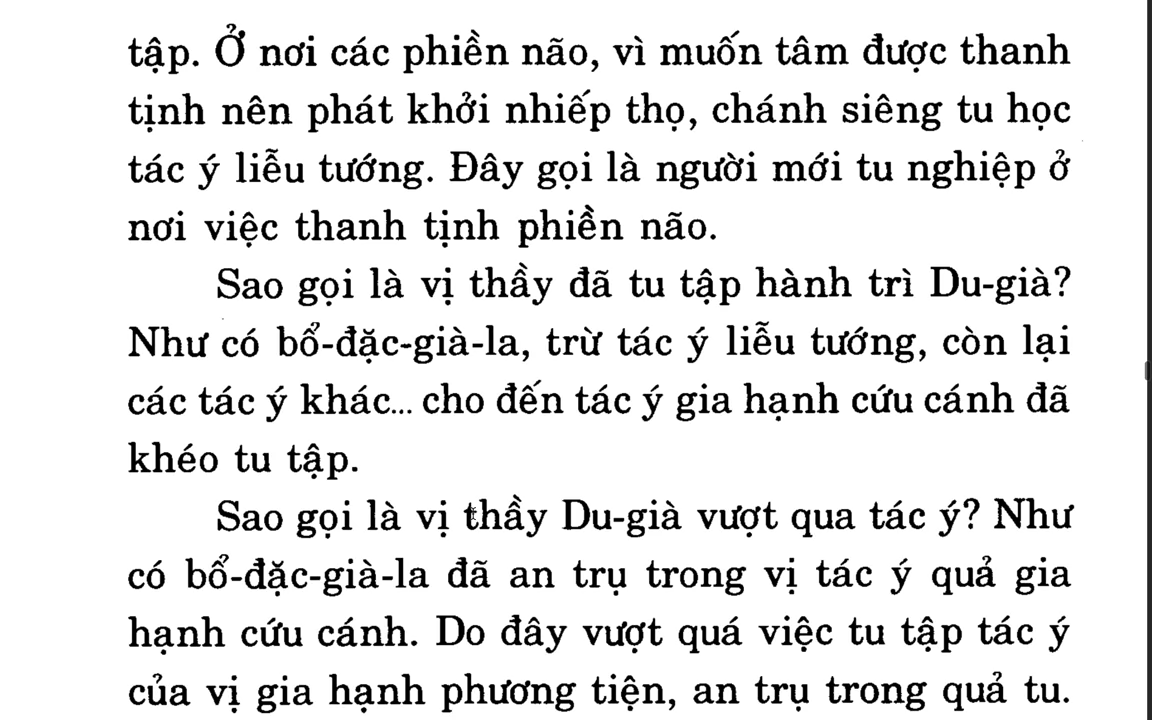 tập. Ở nơi các phiền não, vì muốn tâm được thanh
tịnh nên phát khởi nhiếp thọ, chánh siêng tu học
tác ý liễu tướng. Đây gọi là người mới tu nghiệp ở
nơi việc thanh tịnh phiền não.
Sao gọi là vị thầy đã tu tập hành trì Du-già?
Như có bổ-đặc-già-la, trừ tác ý liễu tướng, còn lại
các tác ý khác... cho đến tác ý gia hạnh cứu cánh đã
khéo tu tập.
Sao gọi là vị thầy Du-già vượt qua tác ý? Như
có bổ-đặc-già-la đã an trụ trong vị tác ý quả gia
hạnh cứu cánh. Do đây vượt quá việc tu tập tác ý
của vị gia hạnh phương tiện, an trụ trong quả tu.